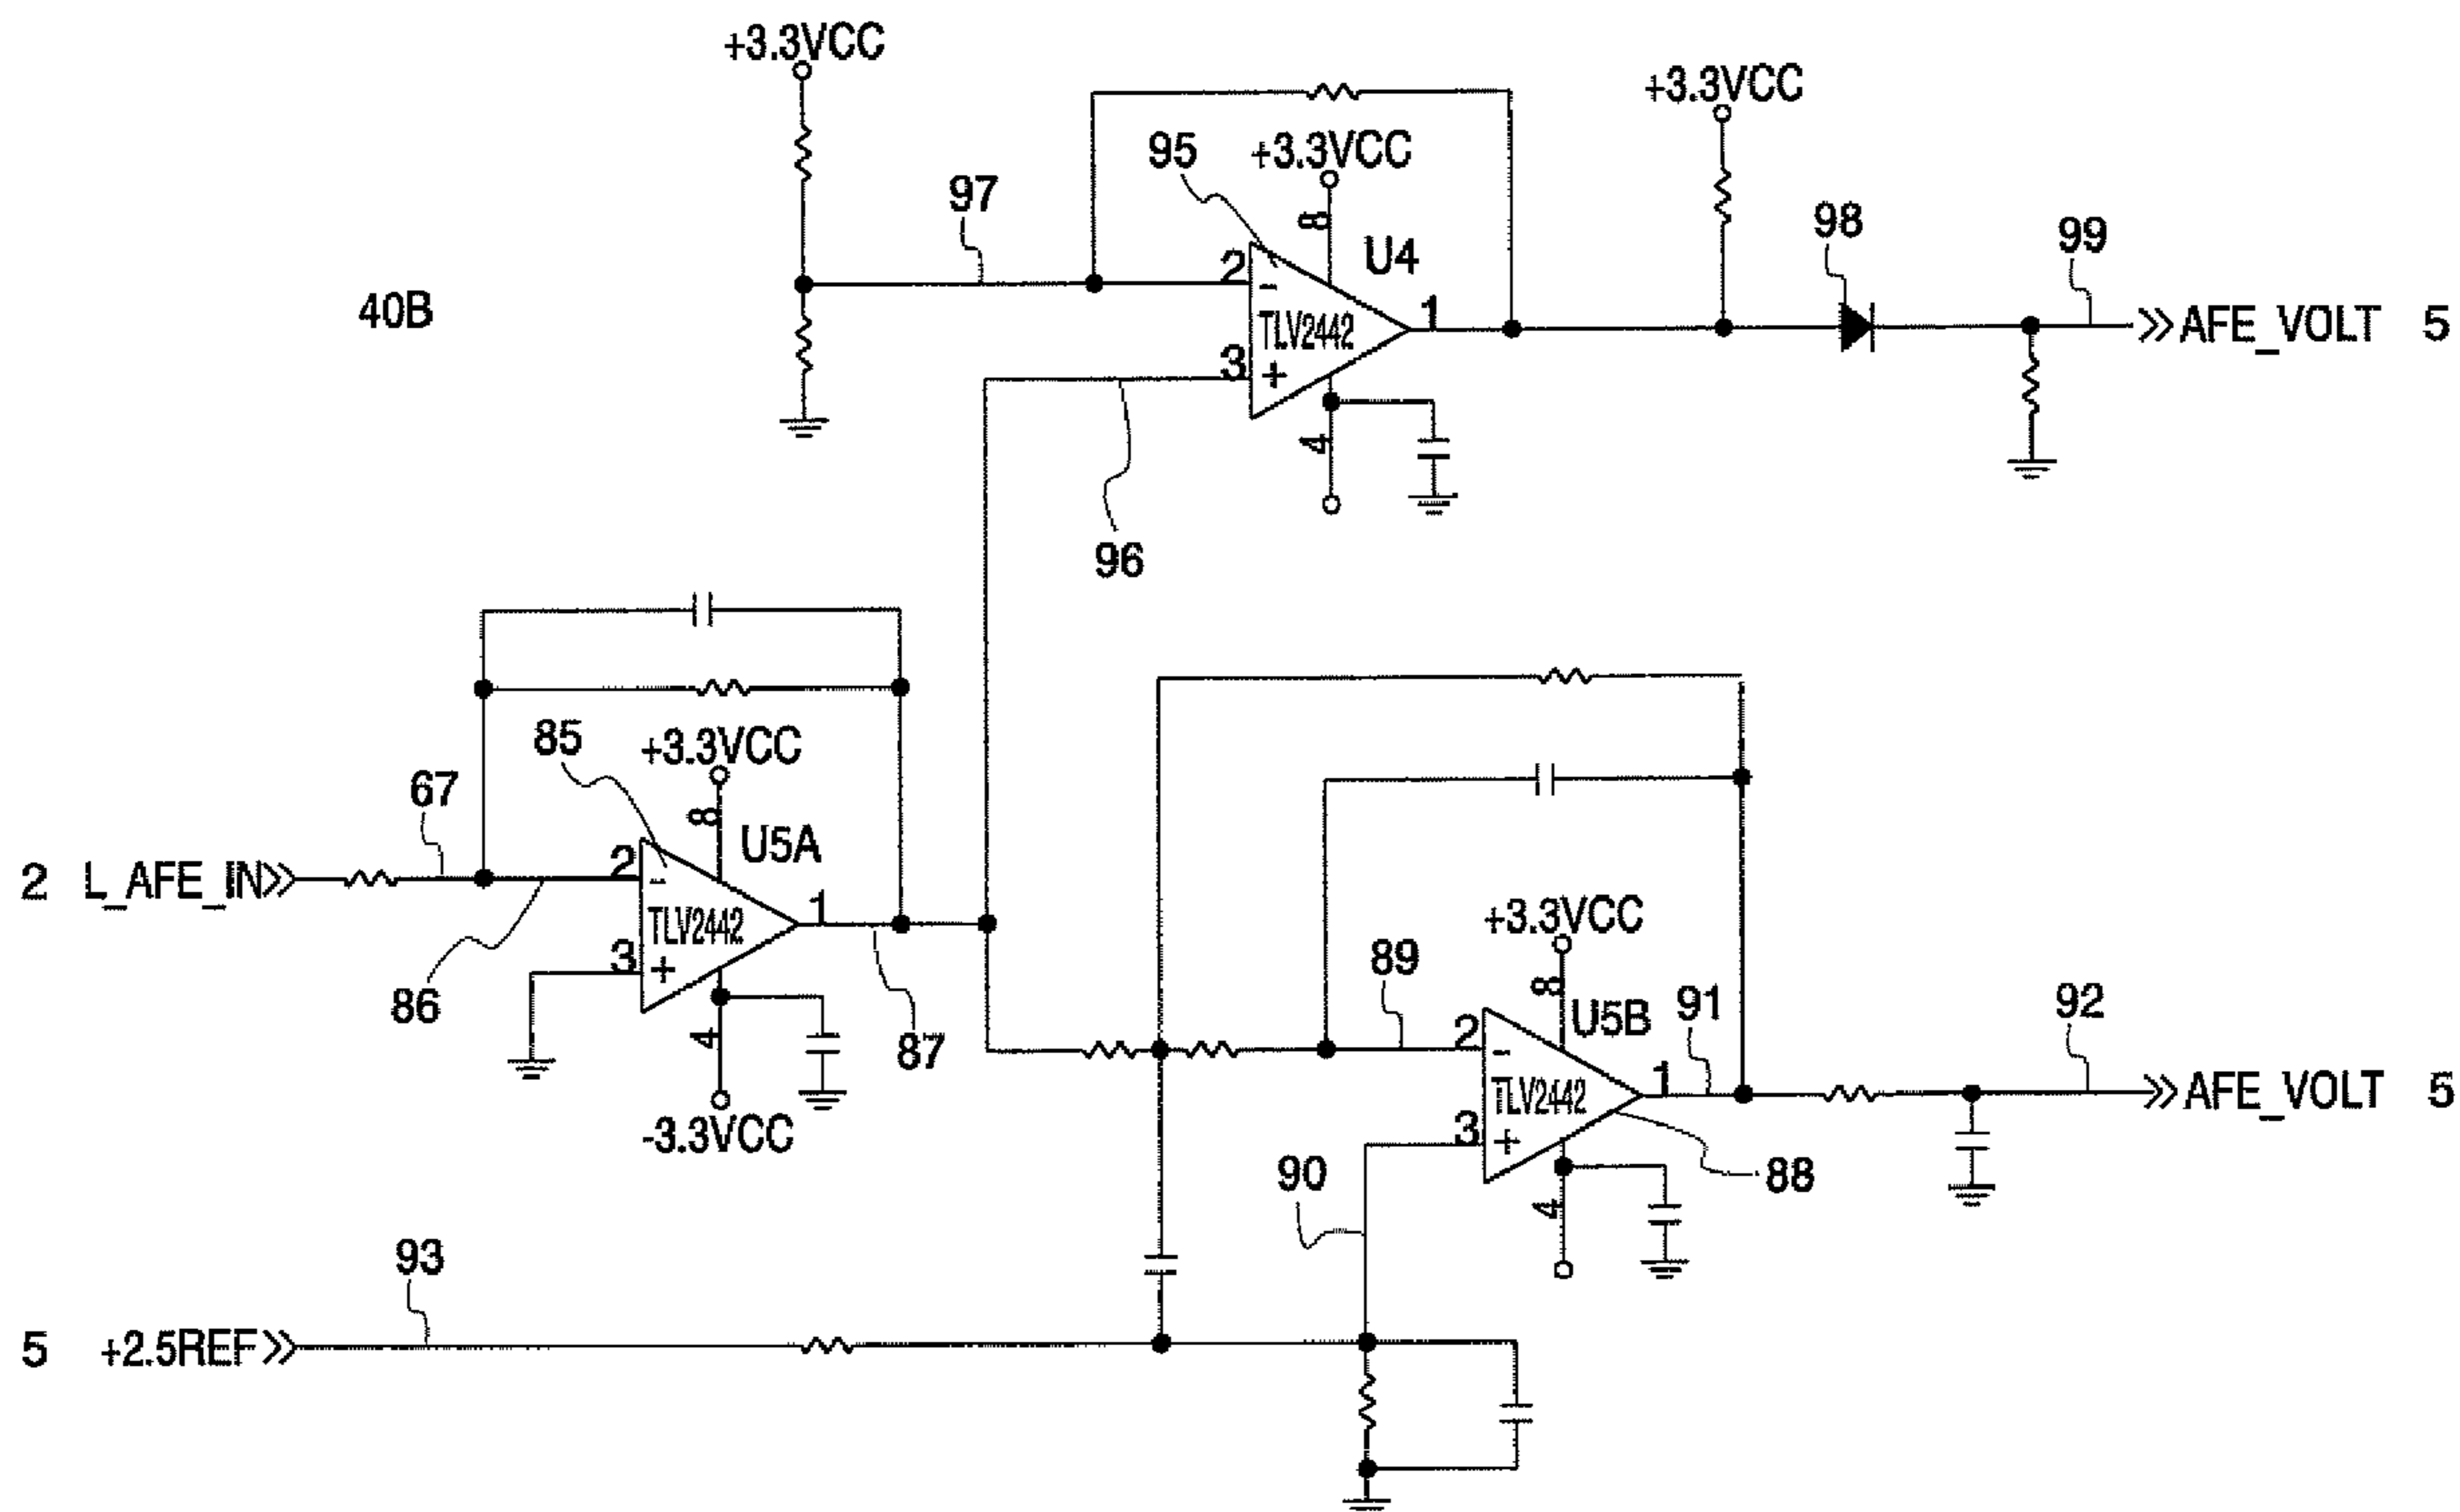 +3.3VCC
+3.3VCC
95
+3.3VCC
97
98
99
8
U4
2
-
TLV2442
1
40B
AFE_VOLT 5
3
+
4
96
85
+3.3VCC
67
8
U5A
2 L_AFE_IN
2
-
TLV2442
1
+3.3VCC
3
+
89
8
86
U5B
91
92
4
87
2
-
TLV2442
1
AFE_VOLT 5
-3.3VCC
3
+
90
88
4
93
5 +2.5REF